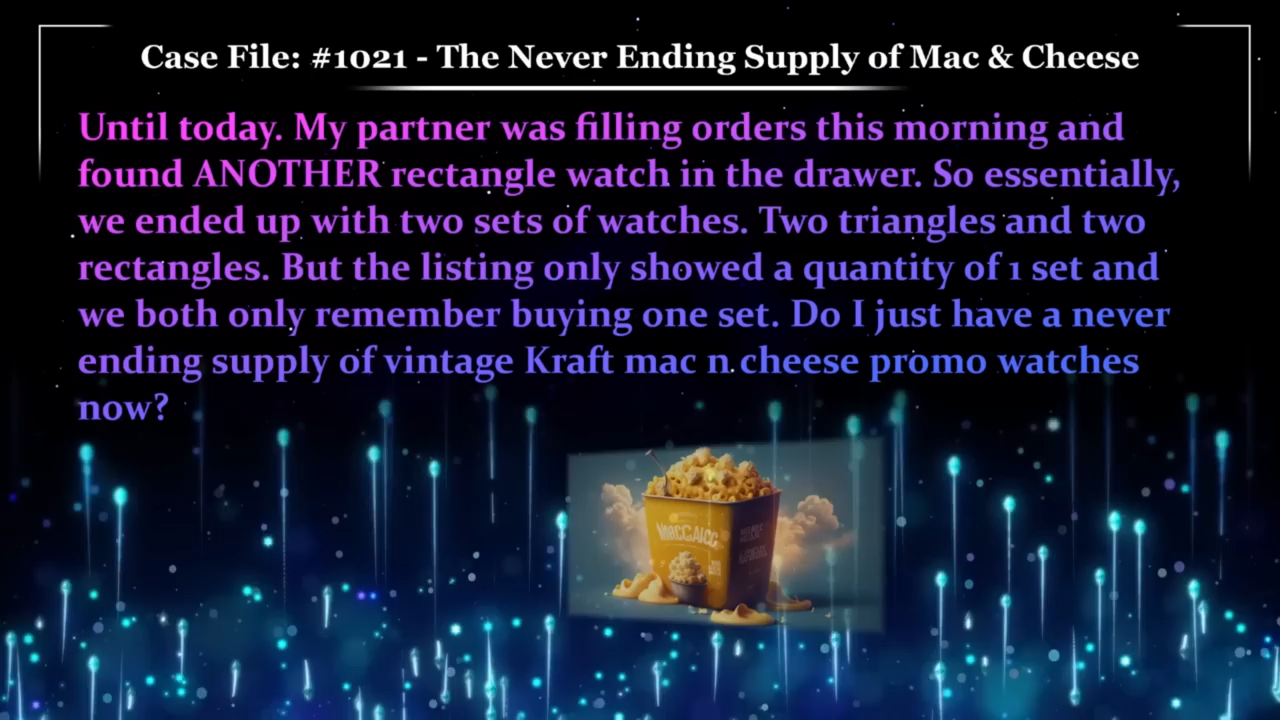 Case File: #1021 - The Never Ending Supply of Mac & Cheese
Until today. My partner was filling orders this morning and
found ANOTHER rectangle watch in the drawer. So essentially,
we ended up with two sets of watches. Two triangles and two
rectangles. But the listing only showed a quantity of 1 set and
we both only remember buying one set. Do I just have a never
ending supply of vintage Kraft mac n cheese promo watches
now?